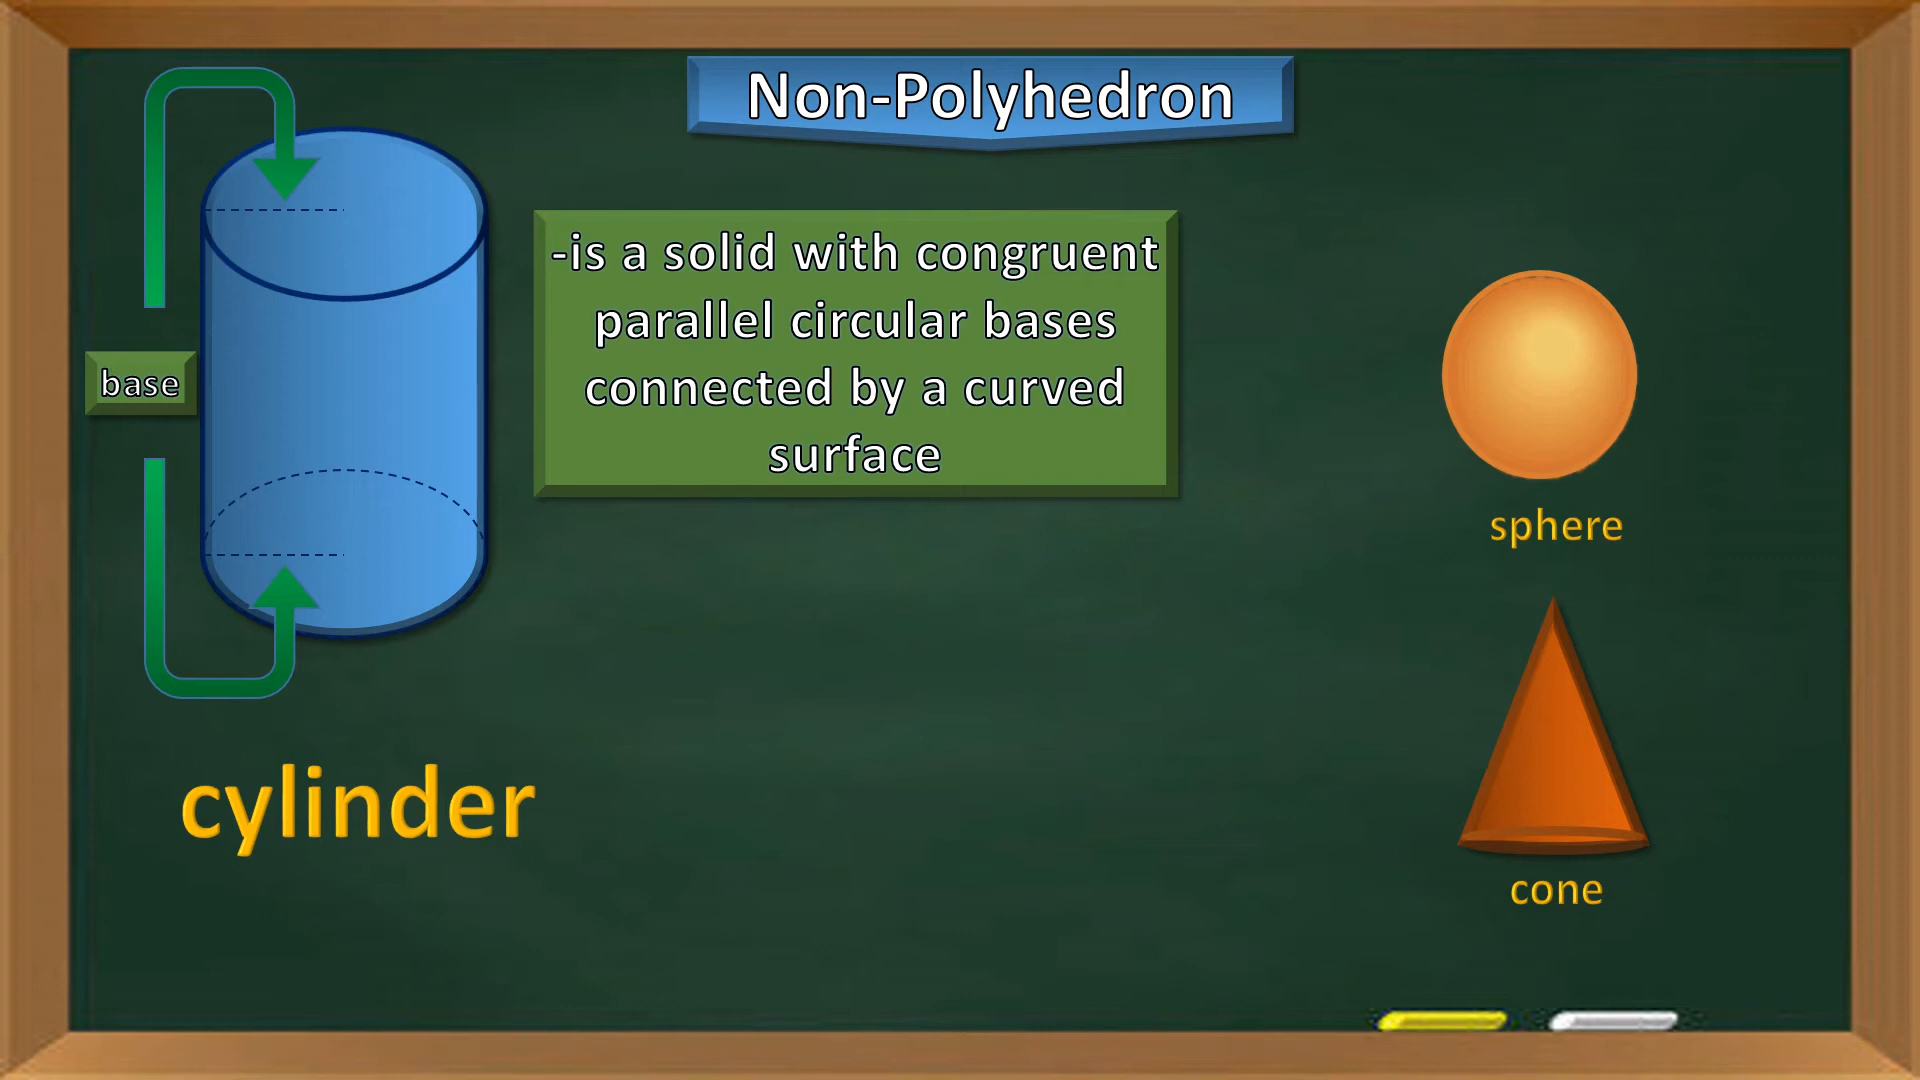 Non-Polyhedron
-is a solid with congruent
parallel circular bases
connected by a curved
surface
base
cylinder
sphere
cone